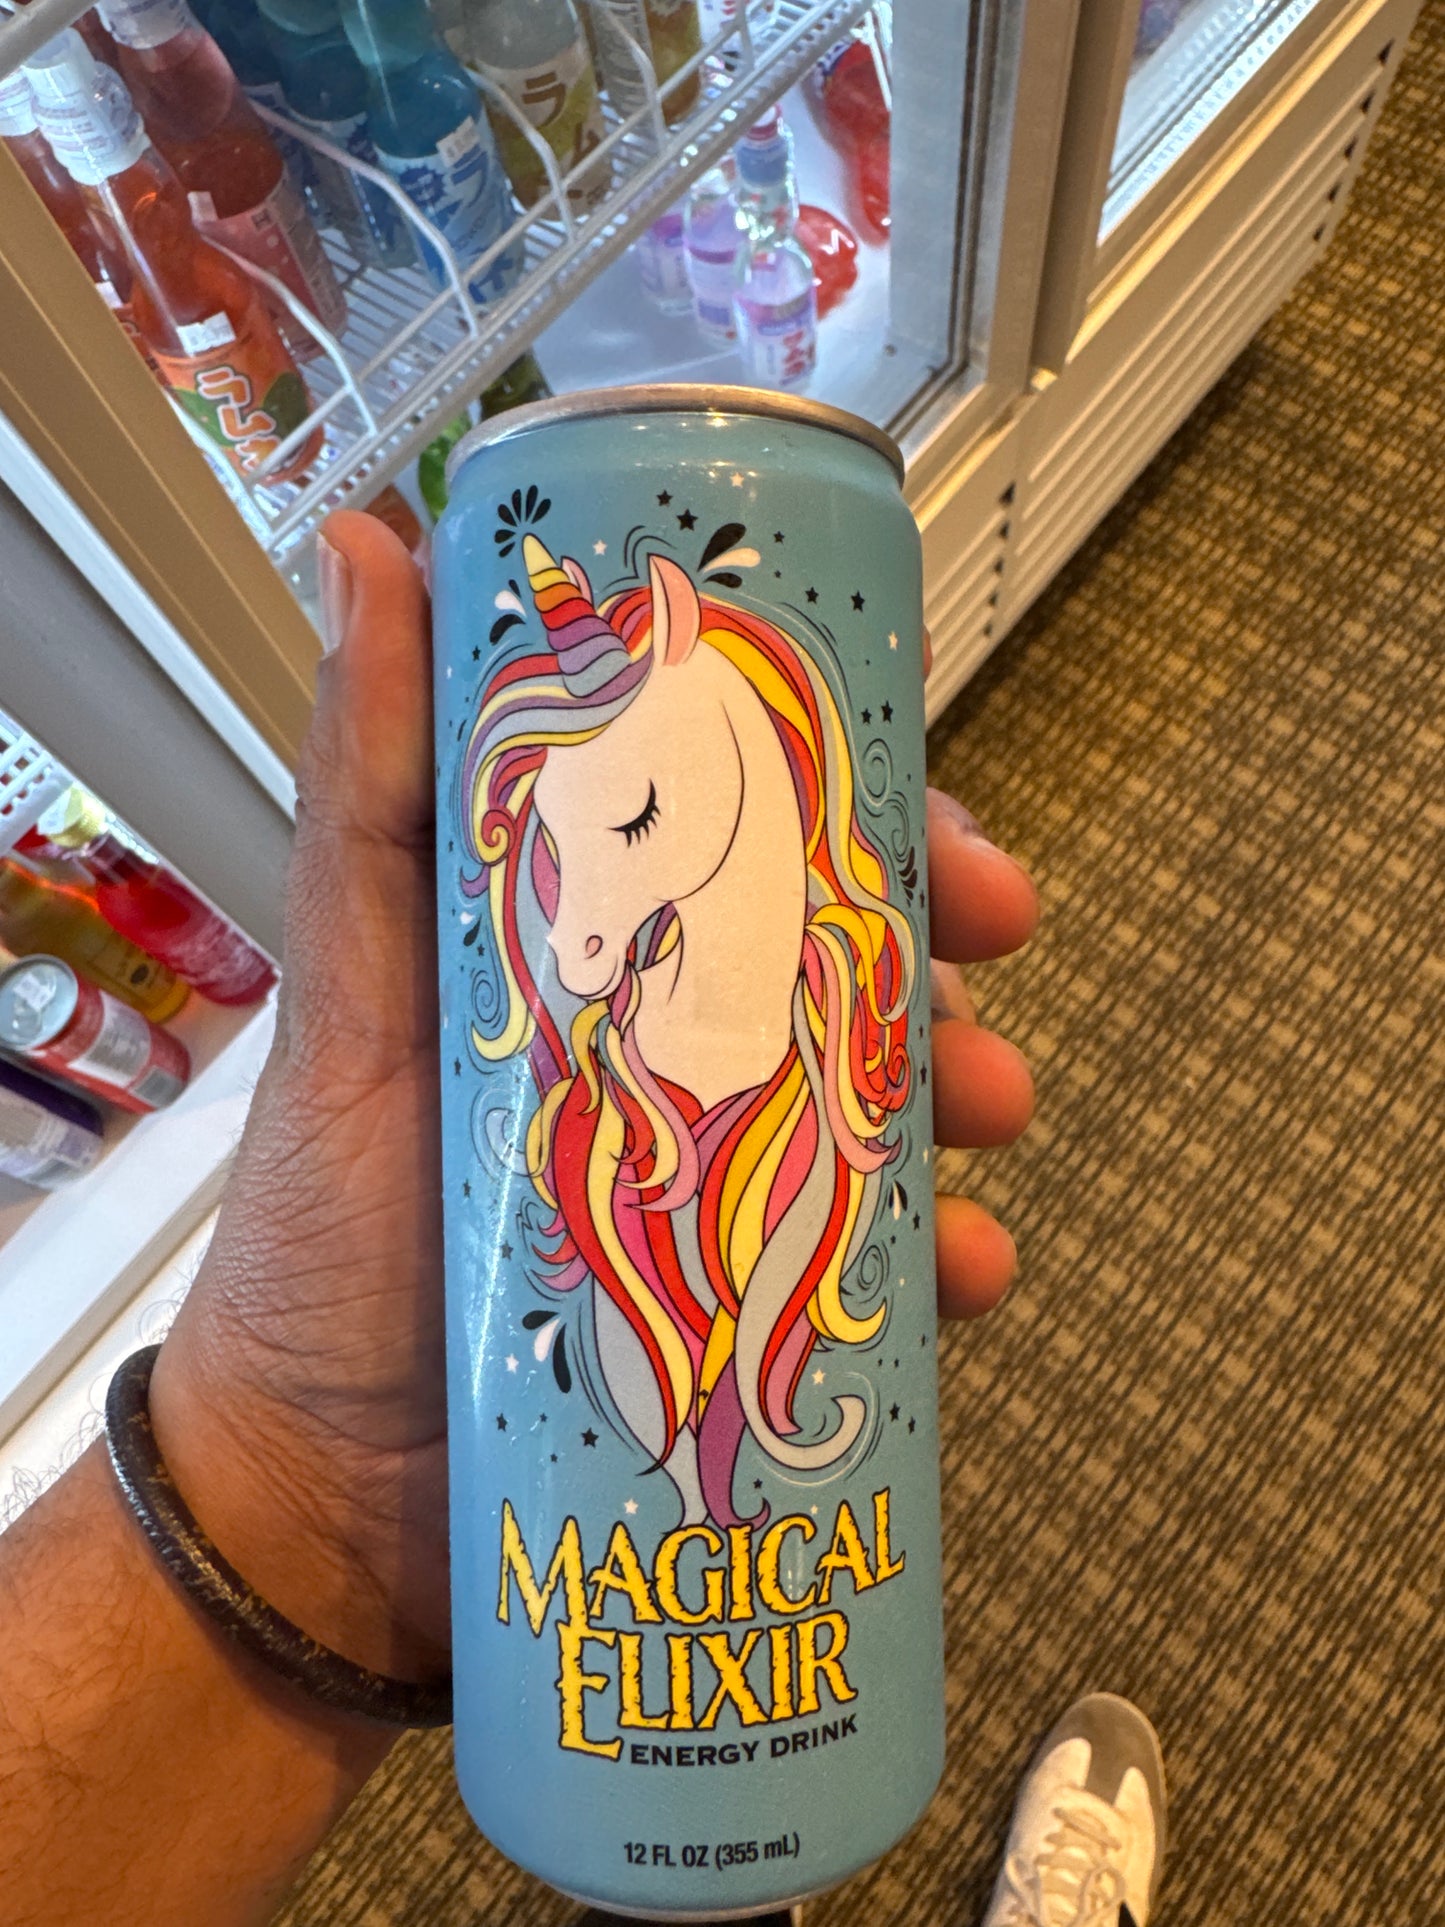 MAGICAL
ELIXIR
ENERGY DRINK
12 FL OZ (355 mL)